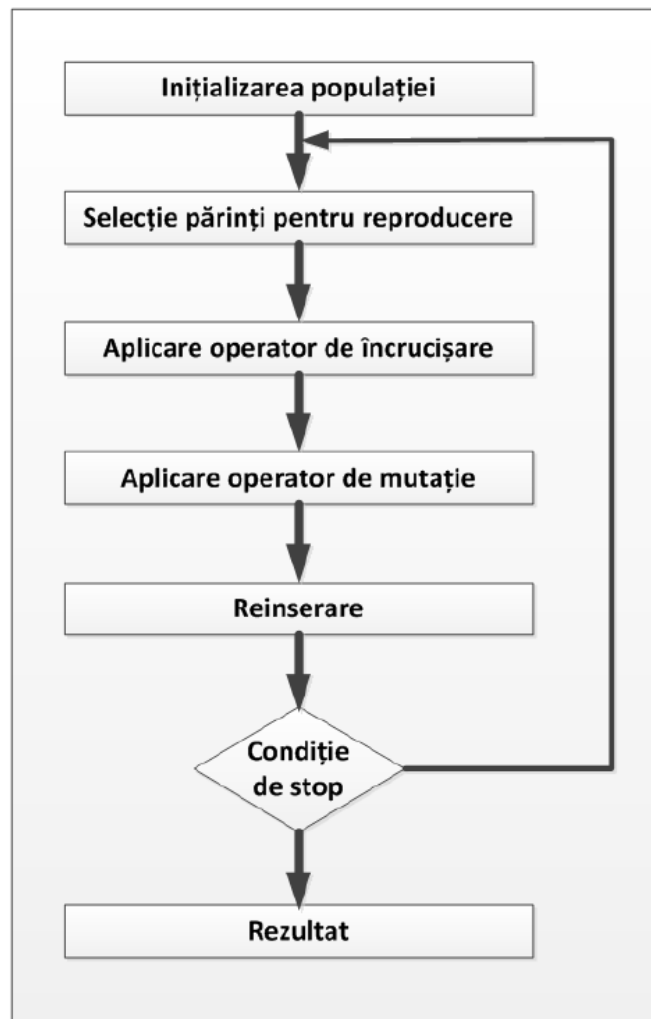 Inițializarea populației
Selecție părinți pentru reproducere
Aplicare operator de încrucișare
Aplicare operator de mutație
Reinserare
Condiție
de stop
Rezultat